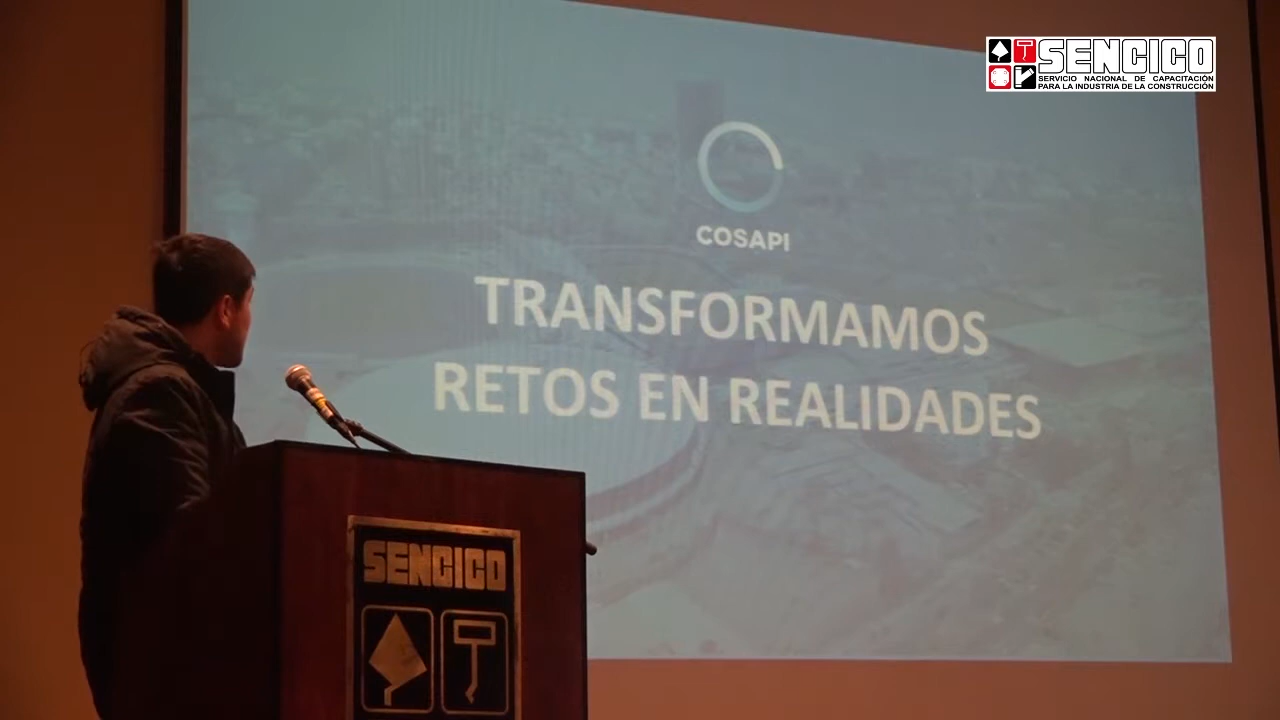 SENCICO
SERVICIO NACIONAL DE CAPACITACIÓN
PARA LA INDUSTRIA DE LA CONSTRUCCIÓN
COSAPI
TRANSFORMAMOS
RETOS EN REALIDADES
SENCICO